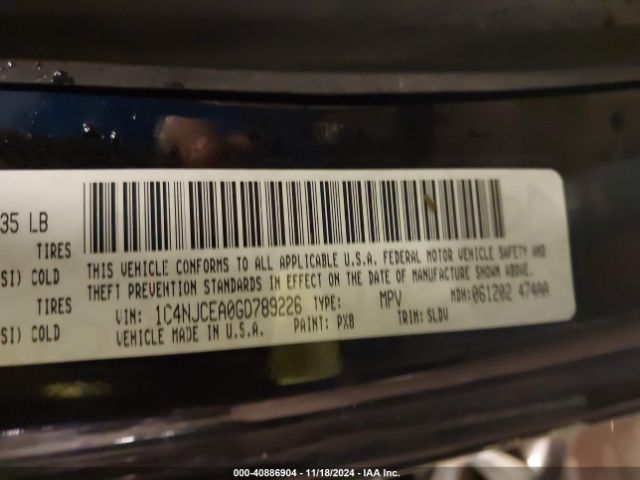 35 LB
TIRES
SI) COLD
TIRES
SI) COLD
THIS VEHICLE CONFORMS TO ALL APPLICABLE U.S.A. FEDERAL MOTOR VEHICLE SAFETY AND
THEFT PREVENTION STANDARDS IN EFFECT ON THE DATE OF MANUFACTURE SHOWN ABOVE.
VIN: 1C4NJCEA0GD789226 TYPE: MPV MDH:061202 474AA
VEHICLE MADE IN U.S.A. PAINT: PX8 TRIM: SLDV
000-40886904 - 11/18/2024 - IAA Inc.